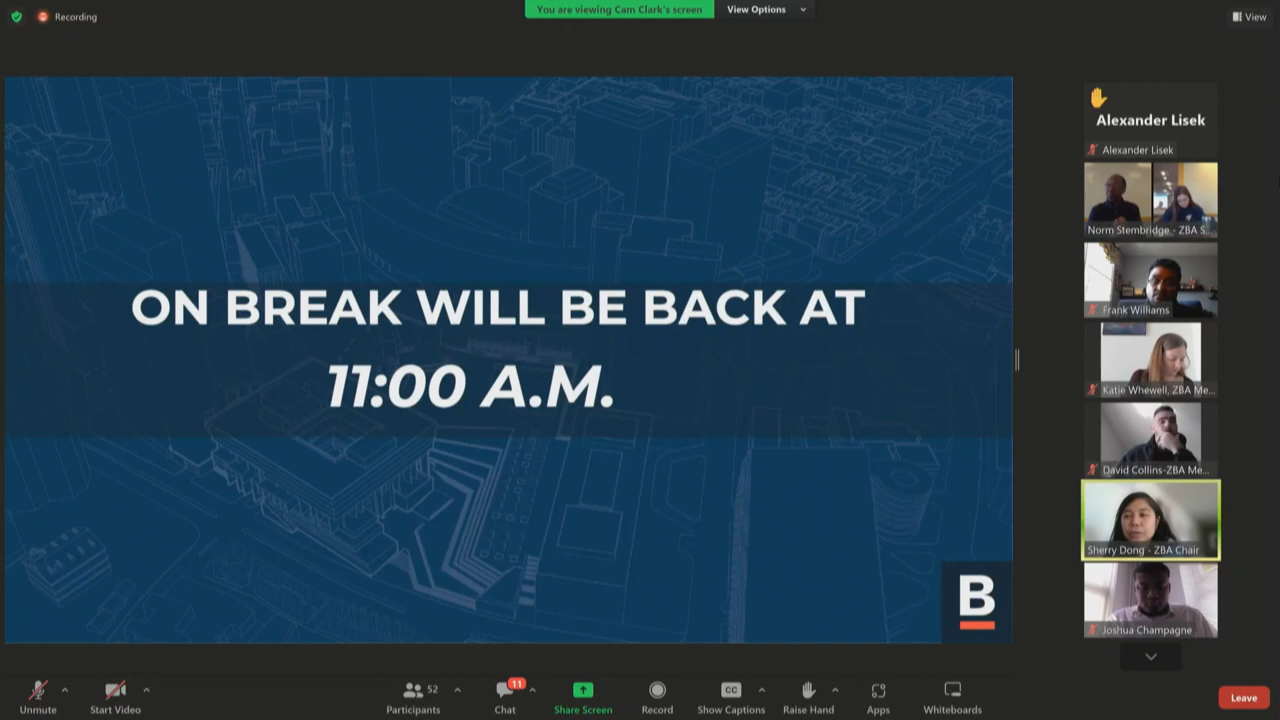 Recording
You are viewing Cam Clark's screen
View Options
View
ON BREAK WILL BE BACK AT
11:00 A.M.
B
Alexander Lisek
Alexander Lisek
Norm Stembridge - ZBA S...
Frank Williams
Katie Whewell, ZBA Me...
David Collins-ZBA Me...
Sherry Dong - ZBA Chair
Joshua Champagne
Unmute
Start Video
52
Participants
11
Chat
Share Screen
Record
CC
Show Captions
Raise Hand
Apps
Whiteboards
Leave